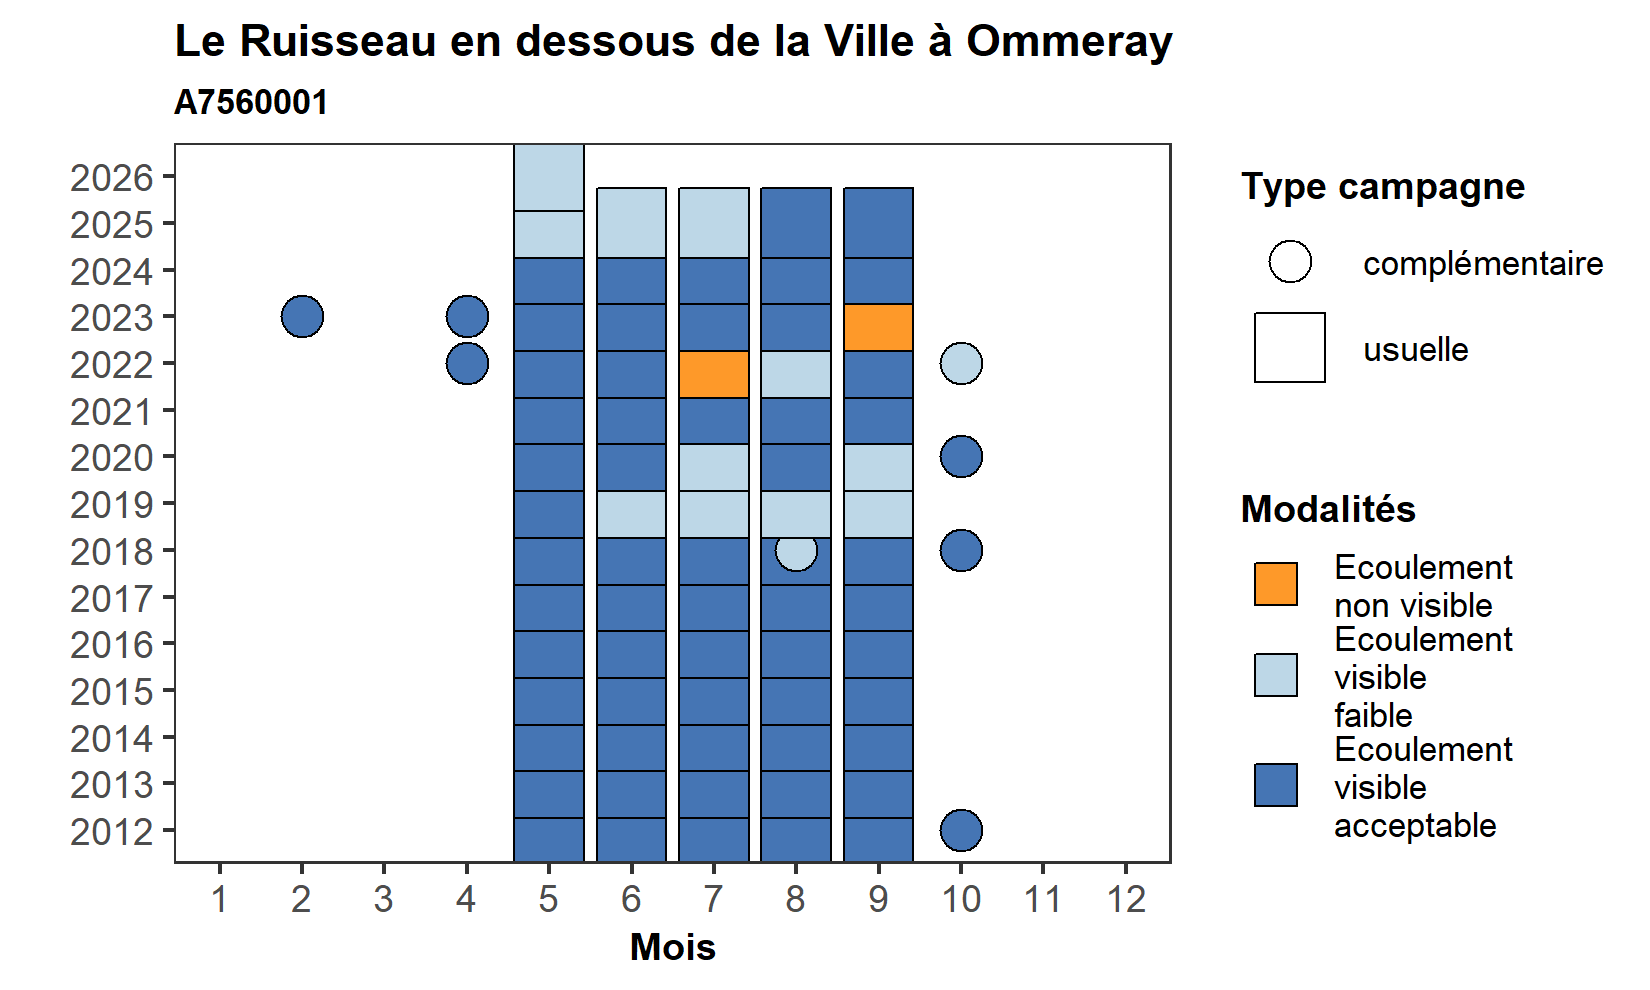 Le Ruisseau en dessous de la Ville à Ommeray
A7560001
2026
2025
2024
2023
2022
2021
2020
2019
2018
2017
2016
2015
2014
2013
2012
1 2 3 4 5 6 7 8 9 10 11 12
Mois
Type campagne
complémentaire
usuelle
Modalités
Ecoulement
non visible
Ecoulement
visible
faible
Ecoulement
visible
acceptable